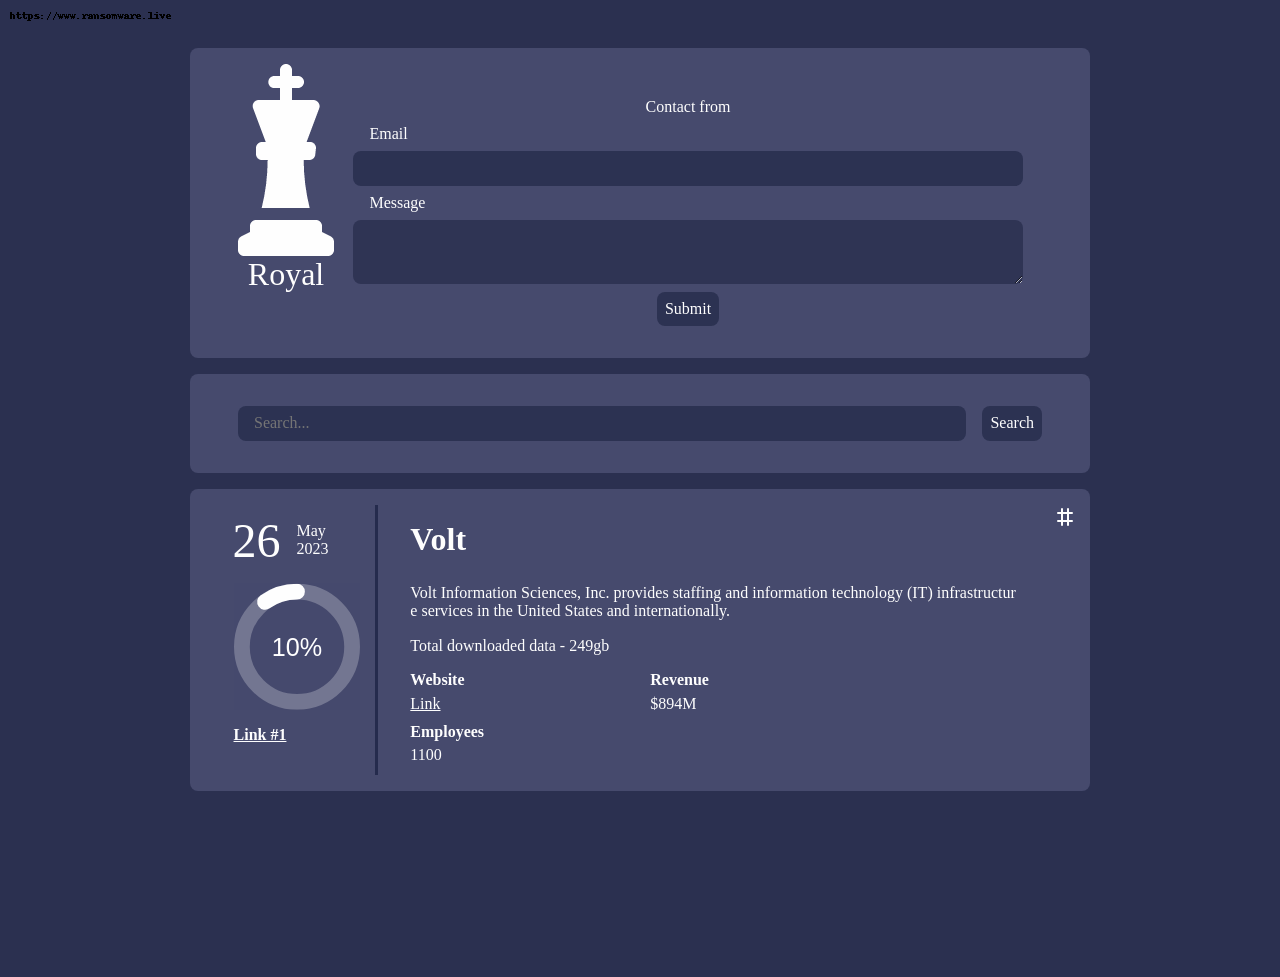 https://www.ransomware.live
Contact from
Email
Message
Royal
Submit
Search...
Search
26
May
2023
10%
Link #1
Volt
Volt Information Sciences, Inc. provides staffing and information technology (IT) infrastructur
e services in the United States and internationally.
Total downloaded data - 249gb
Website
Revenue
Link
$894M
Employees
1100